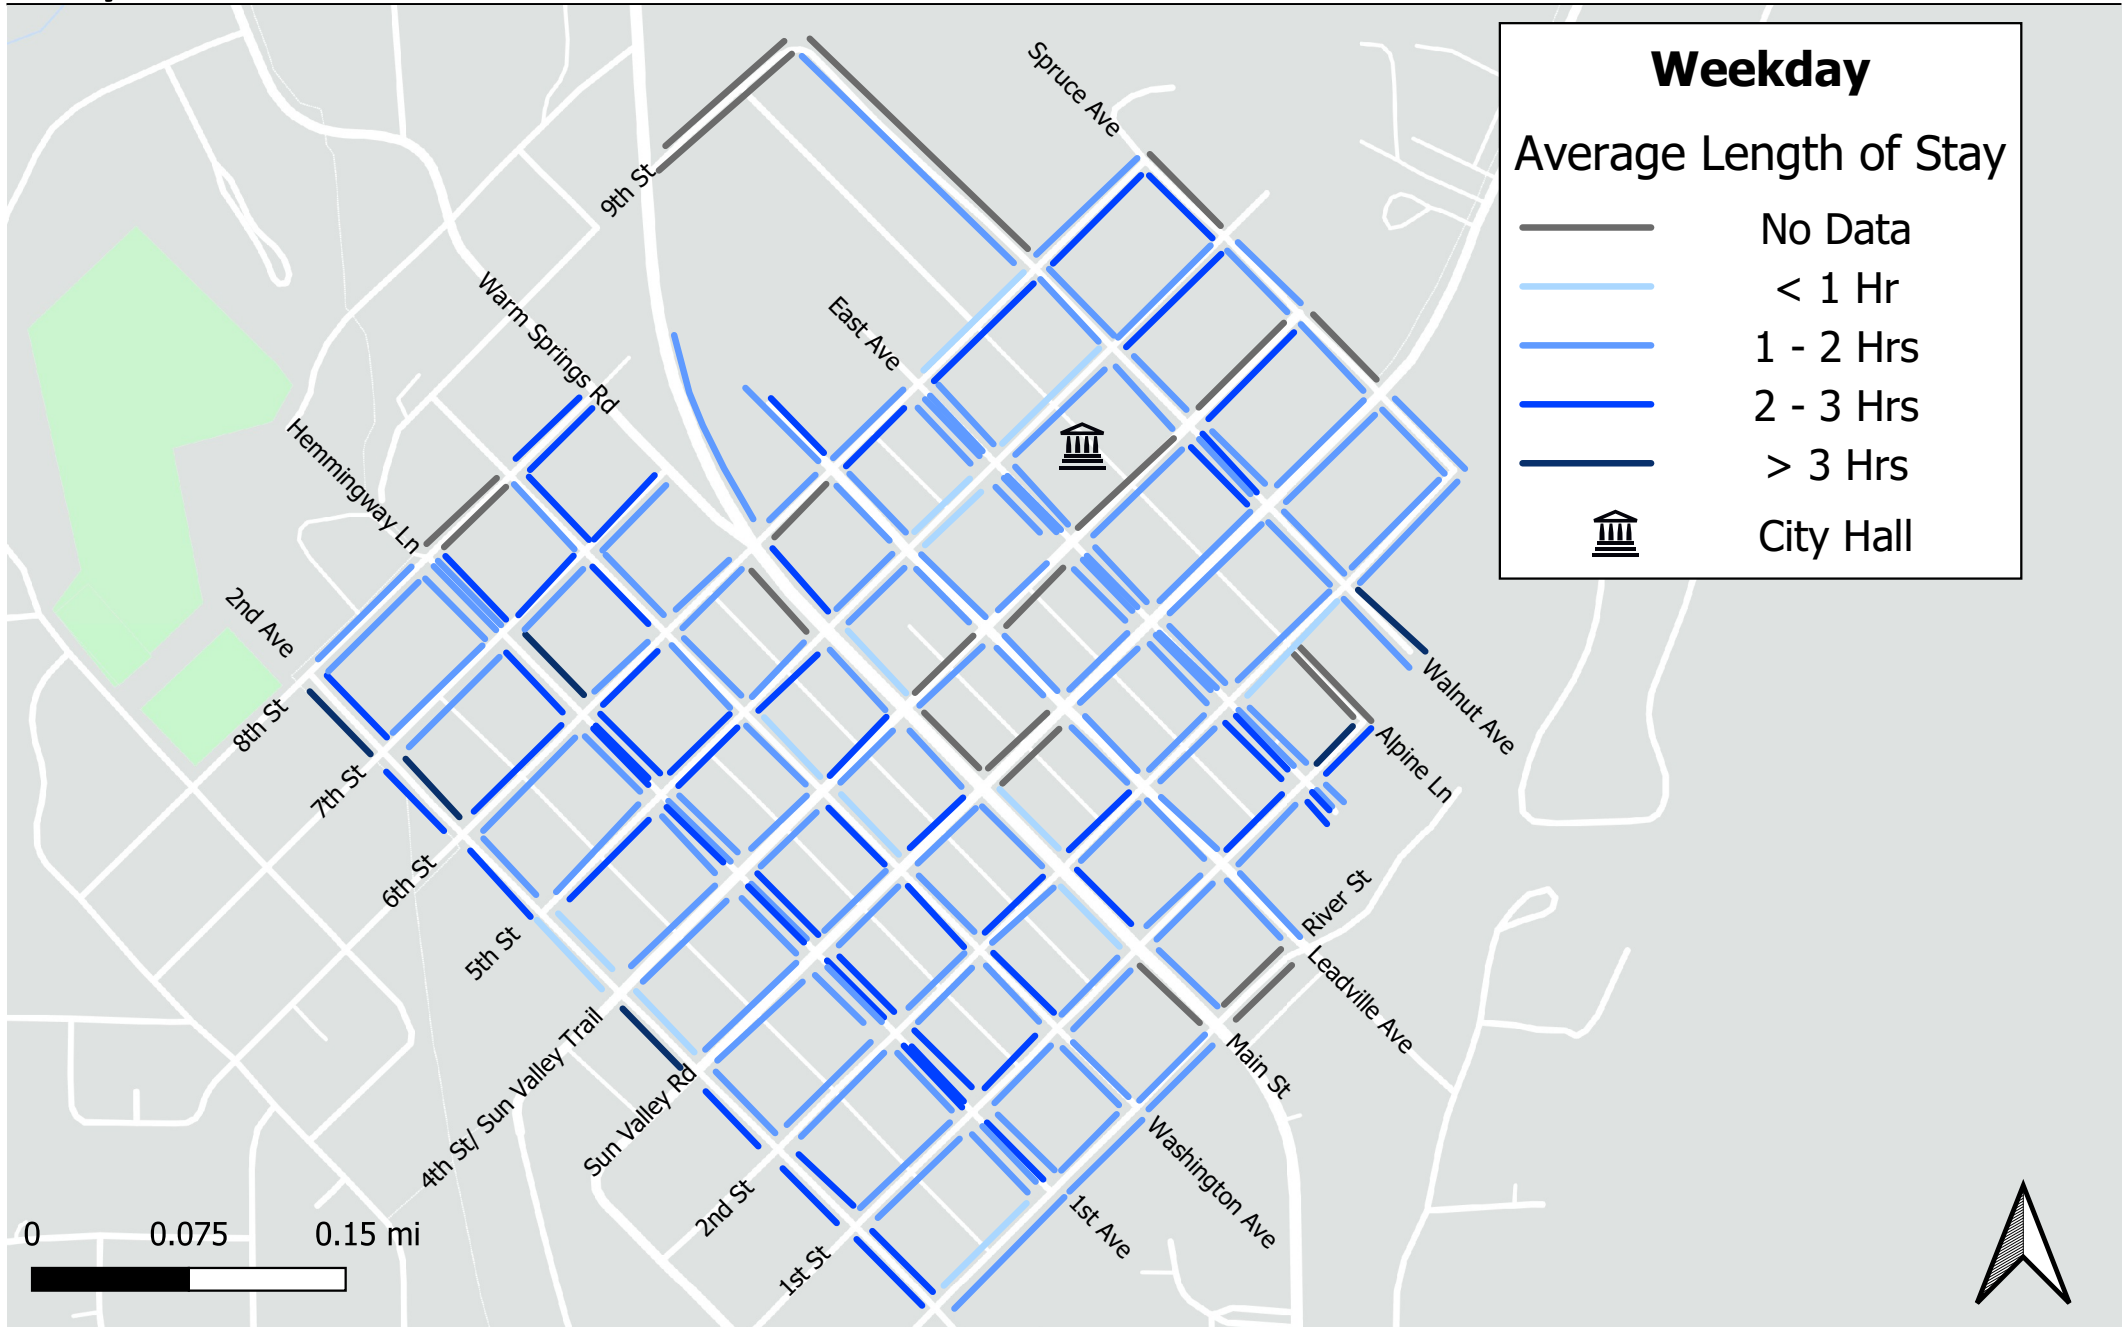 Weekday
Average Length of Stay
No Data
< 1 Hr
1 - 2 Hrs
2 - 3 Hrs
> 3 Hrs
City Hall
Spruce Ave
9th St
Warm Springs Rd
East Ave
Hemmingway Ln
2nd Ave
8th St
7th St
6th St
5th St
4th St/ Sun Valley Trail
Sun Valley Rd
2nd St
1st St
Walnut Ave
Alpine Ln
River St
Leadville Ave
Main St
Washington Ave
1st Ave
0 0.075 0.15 mi